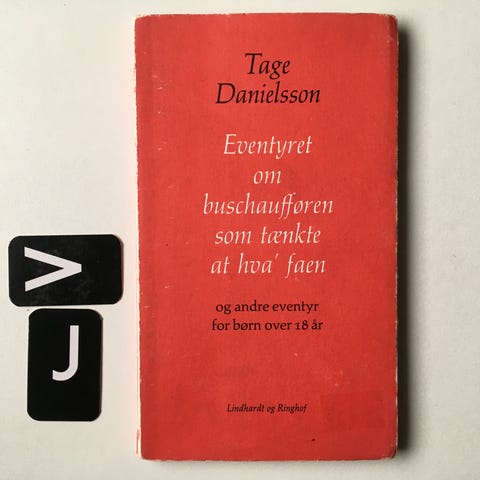 Tage
Danielsson
Eventyret
om
buschaufføren
som tænkte
at hva' faen
og andre eventyr
for børn over 18 år
Lindhardt og Ringhof
V
J